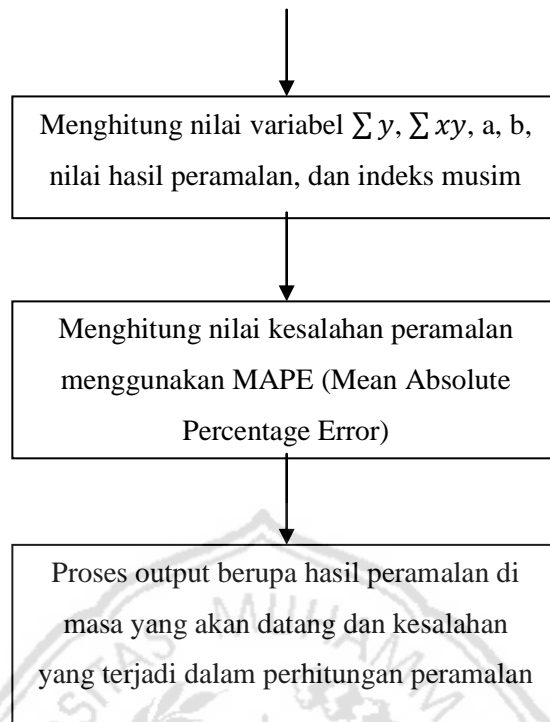 Menghitung nilai variabel ∑ 𝑦, ∑ 𝑥𝑦, a, b,
nilai hasil peramalan, dan indeks musim
Menghitung nilai kesalahan peramalan
menggunakan MAPE (Mean Absolute
Percentage Error)
Proses output berupa hasil peramalan di
masa yang akan datang dan kesalahan
yang terjadi dalam perhitungan peramalan